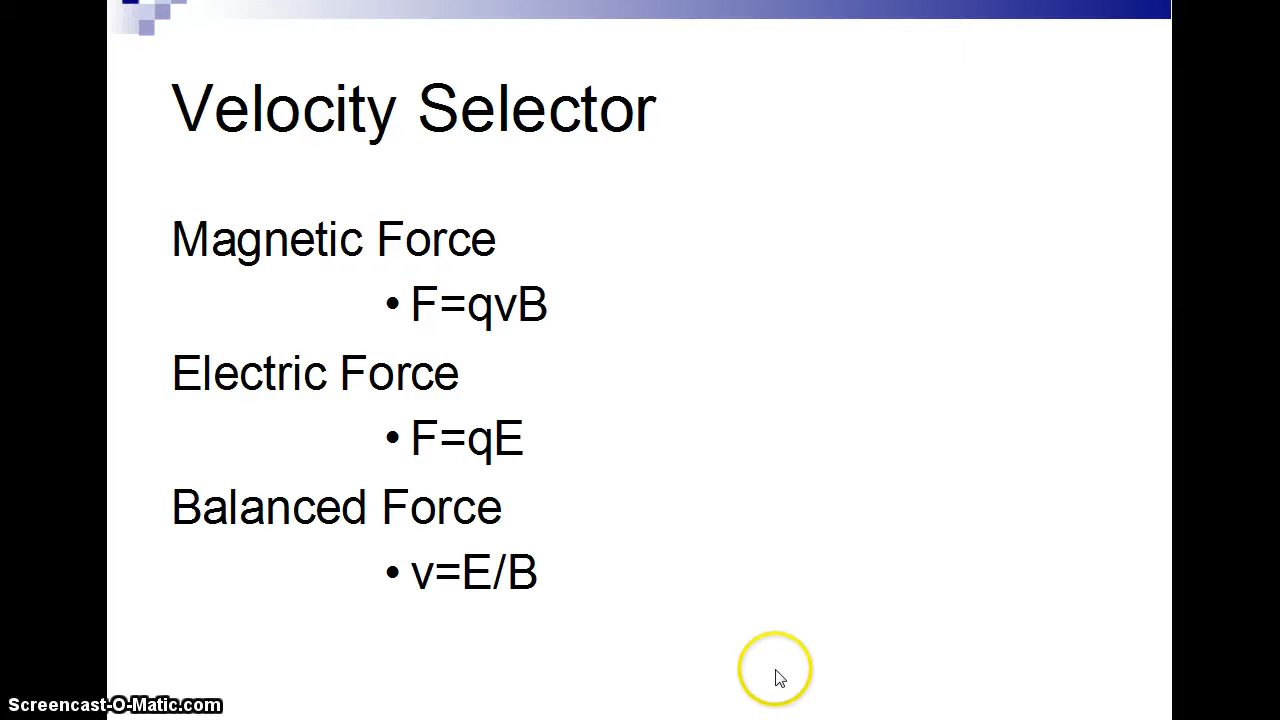 Velocity Selector
Magnetic Force
• F=qvB
Electric Force
• F=qE
Balanced Force
• v=E/B
Screencast-O-Matic.com